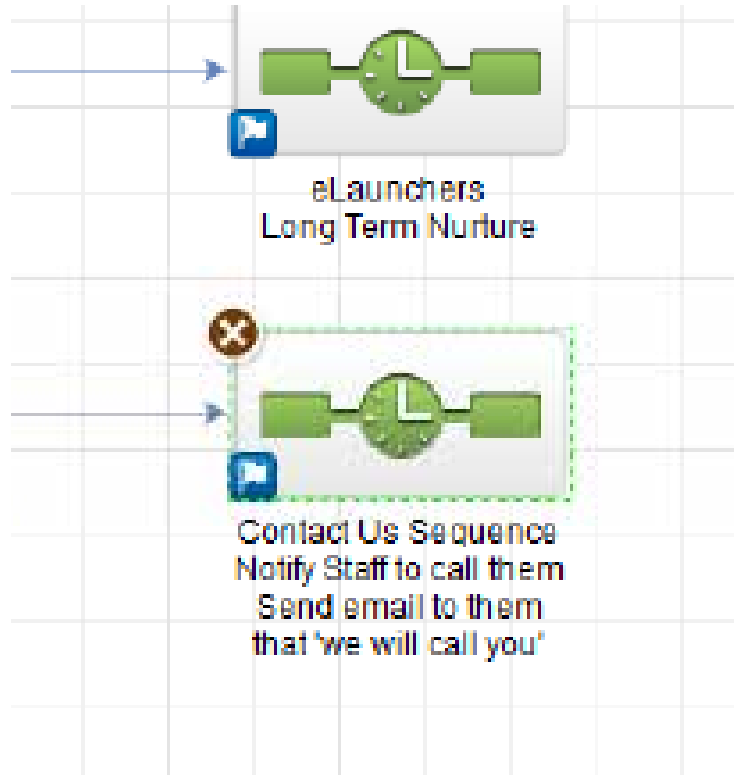 eLaunchers
Long Term Nurture
Contact Us Sequence
Notify Staff to call them
Send email to them
that 'we will call you'